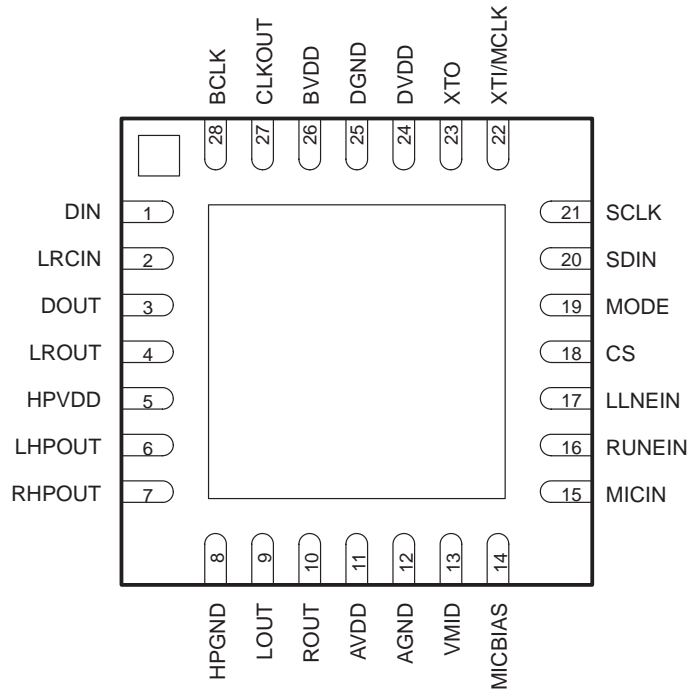 BCLK CLKOUT BVDD DGND DVDD XTO XTI/MCLK
28 27 26 25 24 23 22
DIN 1 21 SCLK
LRCIN 2 20 SDIN
DOUT 3 19 MODE
LROUT 4 18 CS
HPVDD 5 17 LLNEIN
LHPOUT 6 16 RUNEIN
RHPOUT 7 15 MICIN
8 9 10 11 12 13 14
HPGND LOUT ROUT AVDD AGND VMID MICBIAS